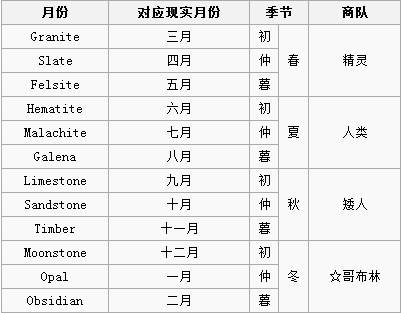 月份 对应现实月份 季节 商队
Granite 三月 初
Slate 四月 仲 春 精灵
Felsite 五月 暮
Hematite 六月 初
Malachite 七月 仲 夏 人类
Galena 八月 暮
Limestone 九月 初
Sandstone 十月 仲 秋 矮人
Timber 十一月 暮
Moonstone 十二月 初
Opal 一月 仲 冬 ☆哥布林
Obsidian 二月 暮